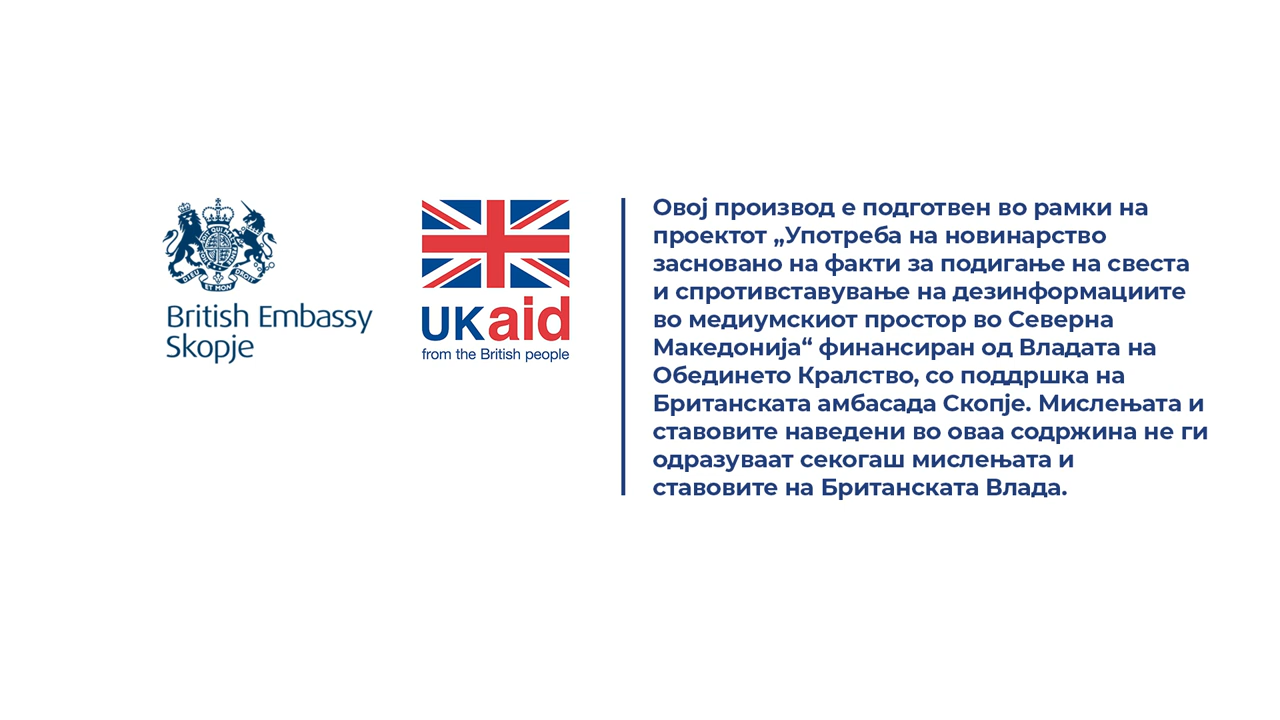 British Embassy
Skopje
UKaid
from the British people
Овој производ е подготвен во рамки на
проектот „Употреба на новинарство
засновано на факти за подигање на свеста
и спротивставување на дезинформациите
во медиумскиот простор во Северна
Македонија“ финансиран од Владата на
Обединето Кралство, со поддршка на
Британската амбасада Скопје. Мислењата и
ставовите наведени во оваа содржина не ги
одразуваат секогаш мислењата и
ставовите на Британската Влада.